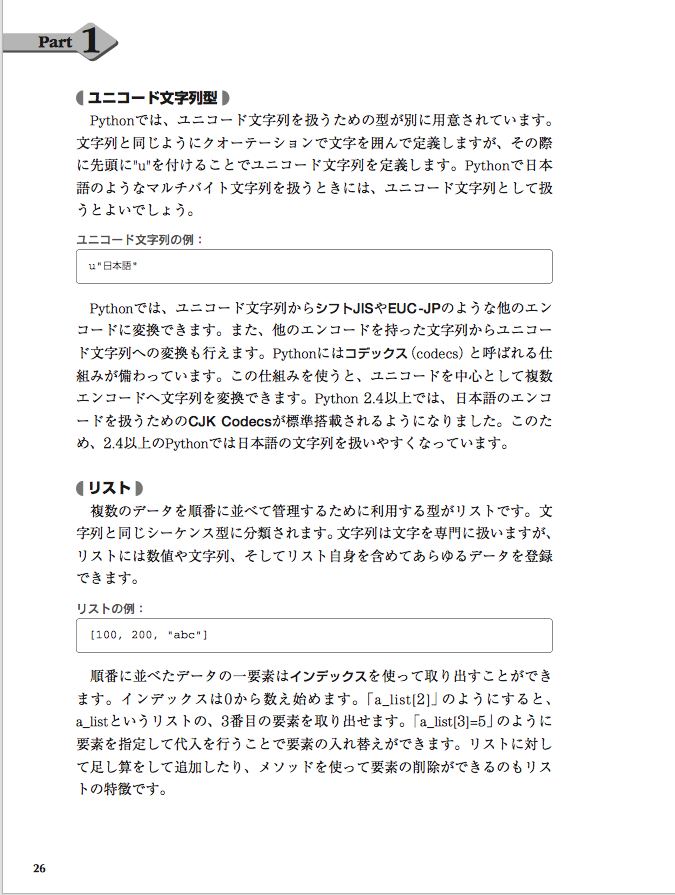 Part 1
ユニコード文字列型
Pythonでは、ユニコード文字列を扱うための型が別に用意されています。
文字列と同じようにクオーテーションで文字を囲んで定義しますが、その際
に先頭に"u"を付けることでユニコード文字列を定義します。Pythonで日本
語のようなマルチバイト文字列を扱うときには、ユニコード文字列として扱
うとよいでしょう。
ユニコード文字列の例：
u"日本語"
Pythonでは、ユニコード文字列からシフトJISやEUC-JPのような他のエン
コードに変換できます。また、他のエンコードを持った文字列からユニコー
ド文字列への変換も行えます。Pythonにはコデックス（codecs）と呼ばれる仕
組みが備わっています。この仕組みを使うと、ユニコードを中心として複数
エンコードへ文字列を変換できます。Python 2.4以上では、日本語のエンコ
ードを扱うためのCJK Codecsが標準搭載されるようになりました。このた
め、2.4以上のPythonでは日本語の文字列を扱いやすくなっています。
リスト
複数のデータを順番に並べて管理するために利用する型がリストです。文
字列と同じシーケンス型に分類されます。文字列は文字を専門に扱いますが、
リストには数値や文字列、そしてリスト自身を含めてあらゆるデータを登録
できます。
リストの例：
[100, 200, "abc"]
順番に並べたデータの一要素はインデックスを使って取り出すことができ
ます。インデックスは0から数え始めます。「a_list[2]」のようにすると、
a_listというリストの、3番目の要素を取り出せます。「a_list[3]=5」のように
要素を指定して代入を行うことで要素の入れ替えができます。リストに対し
て足し算をして追加したり、メソッドを使って要素の削除ができるのもリス
トの特徴です。
26